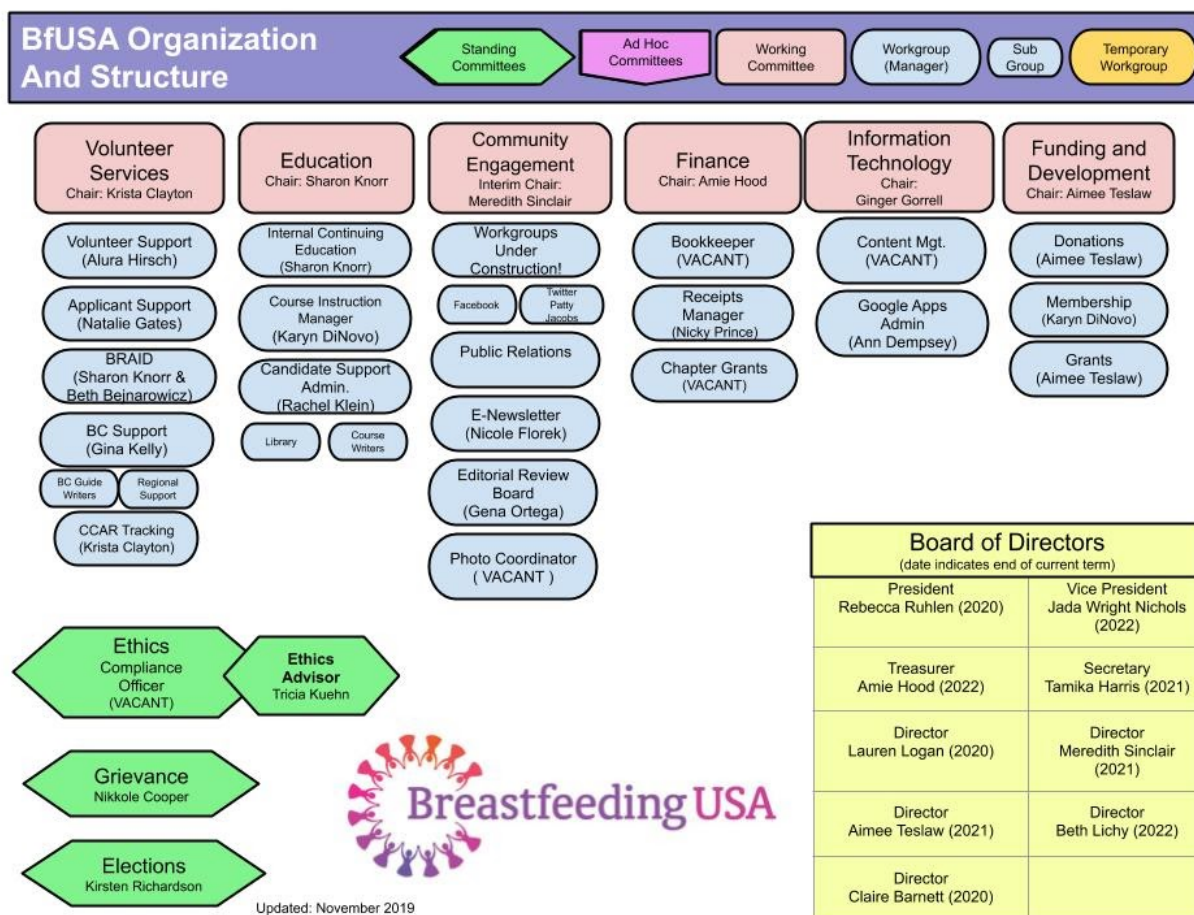 BfUSA Organization
And Structure
Standing
Committees
Ad Hoc
Committees
Working
Committee
Workgroup
(Manager)
Sub
Group
Temporary
Workgroup
Volunteer
Services
Chair: Krista Clayton
Volunteer Support
(Alura Hirsch)
Applicant Support
(Natalie Gates)
BRAID
(Sharon Knorr &
Beth Bejnarowicz)
BC Support
(Gina Kelly)
BC Guide
Writers
Regional
Support
CCAR Tracking
(Krista Clayton)
Education
Chair: Sharon Knorr
Internal Continuing
Education
(Sharon Knorr)
Course Instruction
Manager
(Karyn DiNovo)
Candidate Support
Admin.
(Rachel Klein)
Library
Course
Writers
Community
Engagement
Interim Chair:
Meredith Sinclair
Workgroups
Under
Construction!
Facebook
Twitter
Patty
Jacobs
Public Relations
E-Newsletter
(Nicole Florek)
Editorial Review
Board
(Gena Ortega)
Photo Coordinator
( VACANT )
Finance
Chair: Amie Hood
Bookkeeper
(VACANT)
Receipts
Manager
(Nicky Prince)
Chapter Grants
(VACANT)
Information
Technology
Chair:
Ginger Gorrell
Content Mgt.
(VACANT)
Google Apps
Admin
(Ann Dempsey)
Funding and
Development
Chair: Aimee Teslaw
Donations
(Aimee Teslaw)
Membership
(Karyn DiNovo)
Grants
(Aimee Teslaw)
Ethics
Compliance
Officer
(VACANT)
Ethics
Advisor
Tricia Kuehn
Grievance
Nikkole Cooper
Elections
Kirsten Richardson
Breastfeeding USA
Updated: November 2019
Board of Directors
(date indicates end of current term)
President
Rebecca Ruhlen (2020)
Vice President
Jada Wright Nichols
(2022)
Treasurer
Amie Hood (2022)
Secretary
Tamika Harris (2021)
Director
Lauren Logan (2020)
Director
Meredith Sinclair
(2021)
Director
Aimee Teslaw (2021)
Director
Beth Lichy (2022)
Director
Claire Barnett (2020)